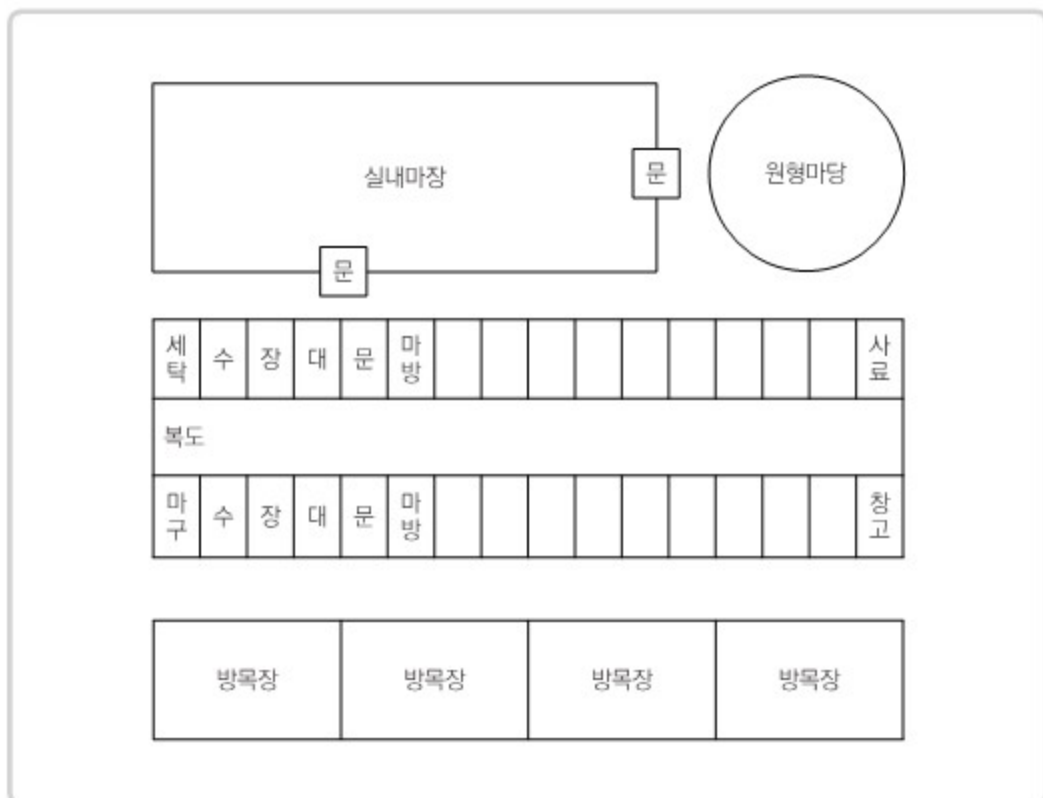 실내마장
문
원형마당
문
세탁 수 장 대 문 마방 사료
복도
마구 수 장 대 문 마방 창고
방목장 방목장 방목장 방목장